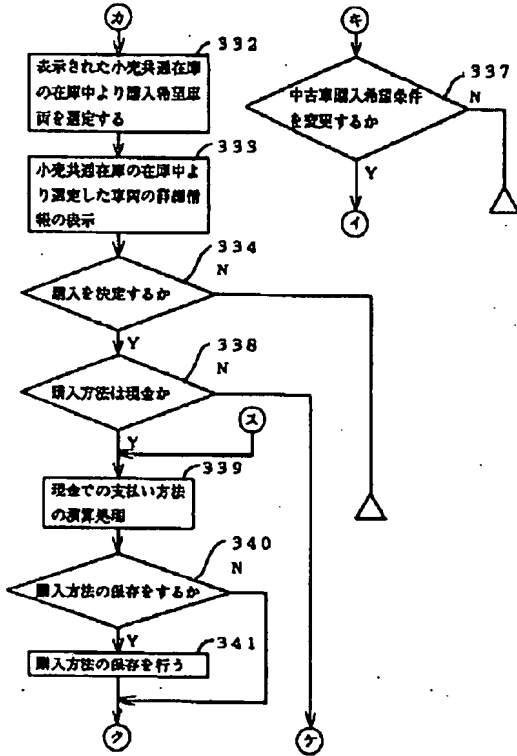 カ
332
表示された小売共通在庫
の在庫中より購入希望車
両を選定する
333
小売共通在庫の在庫中よ
り選定した車両の詳細情
報の表示
334
N
購入を決定するか
Y
338
N
購入方法は現金か
Y
ス
339
現金での支払い方法
の演算処理
340
N
購入方法の保存をするか
Y
341
購入方法の保存を行う
ク
ケ
キ
337
N
中古車購入希望条件
を変更するか
Y
イ